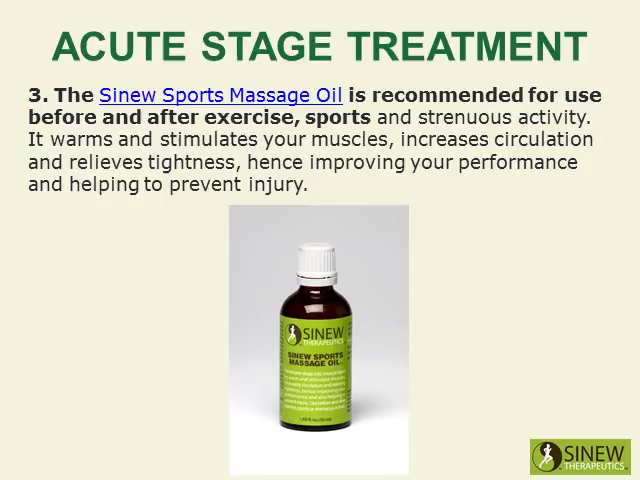 ACUTE STAGE TREATMENT
3. The Sinew Sports Massage Oil is recommended for use
before and after exercise, sports and strenuous activity.
It warms and stimulates your muscles, increases circulation
and relieves tightness, hence improving your performance
and helping to prevent injury.
SINEW
THERAPEUTICS
SINEW SPORTS
MASSAGE OIL
SINEW
THERAPEUTICS